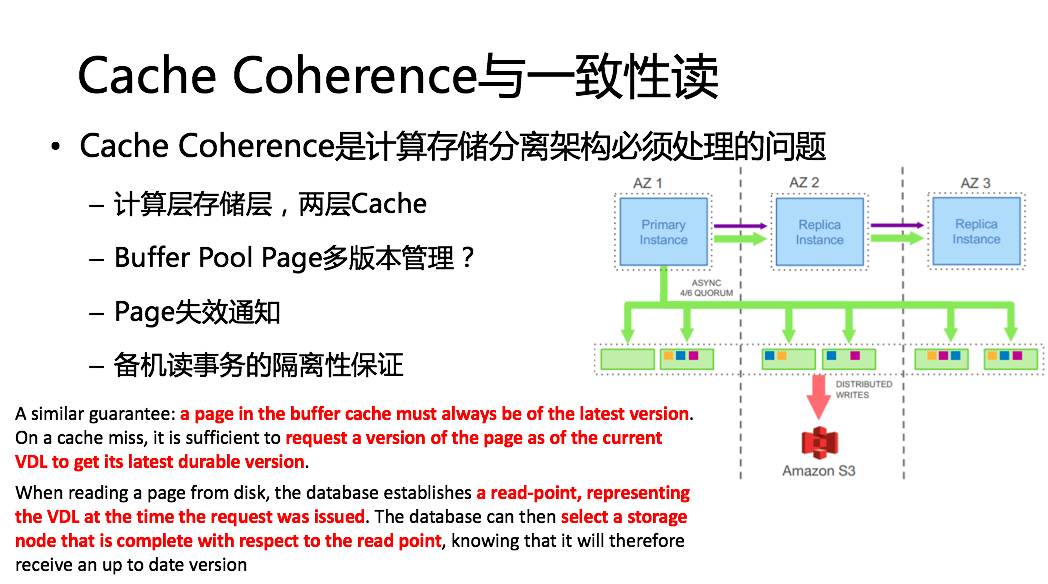 Cache Coherence与一致性读
• Cache Coherence是计算存储分离架构必须处理的问题
– 计算层存储层，两层Cache
– Buffer Pool Page多版本管理？
– Page失效通知
– 备机读事务的隔离性保证
AZ 1
AZ 2
AZ 3
Primary
Instance
Replica
Instance
Replica
Instance
ASYNC
4/6 QUORUM
DISTRIBUTED
WRITES
Amazon S3
A similar guarantee: a page in the buffer cache must always be of the latest version.
On a cache miss, it is sufficient to request a version of the page as of the current
VDL to get its latest durable version.
When reading a page from disk, the database establishes a read-point, representing
the VDL at the time the request was issued. The database can then select a storage
node that is complete with respect to the read point, knowing that it will therefore
receive an up to date version